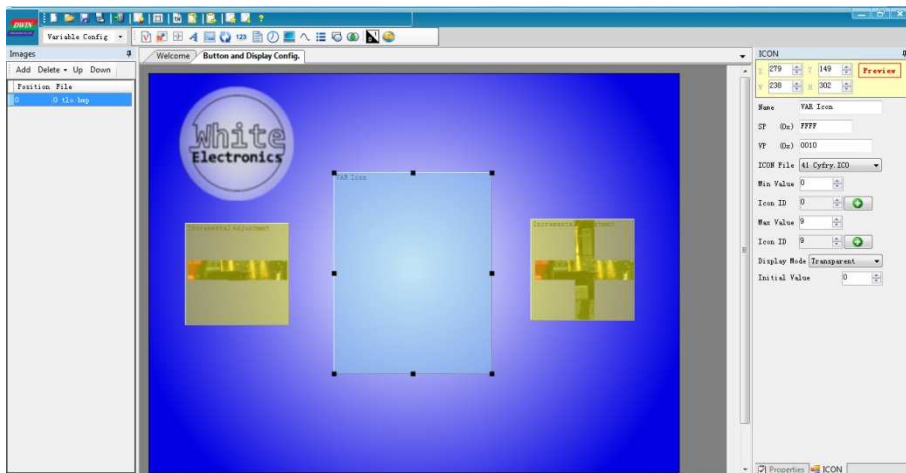 DWIN
Variable Config
123
Images
Welcome
Button and Display Config.
ICON
Add Delete Up Down
Position File
0 0 tlo.bmp
White
Electronics
VAR Icon
Incremental Adjustment
Incremental Adjustment
X 279 Y 149 Preview
W 238 H 302
Name VAR Icon
SP (0x) FFFF
VP (0x) 0010
ICON File 41 Cyfry.ICO
Min Value 0
Icon ID 0
Max Value 9
Icon ID 9
Display Mode Transparent
Initial Value 0
Properties ICON